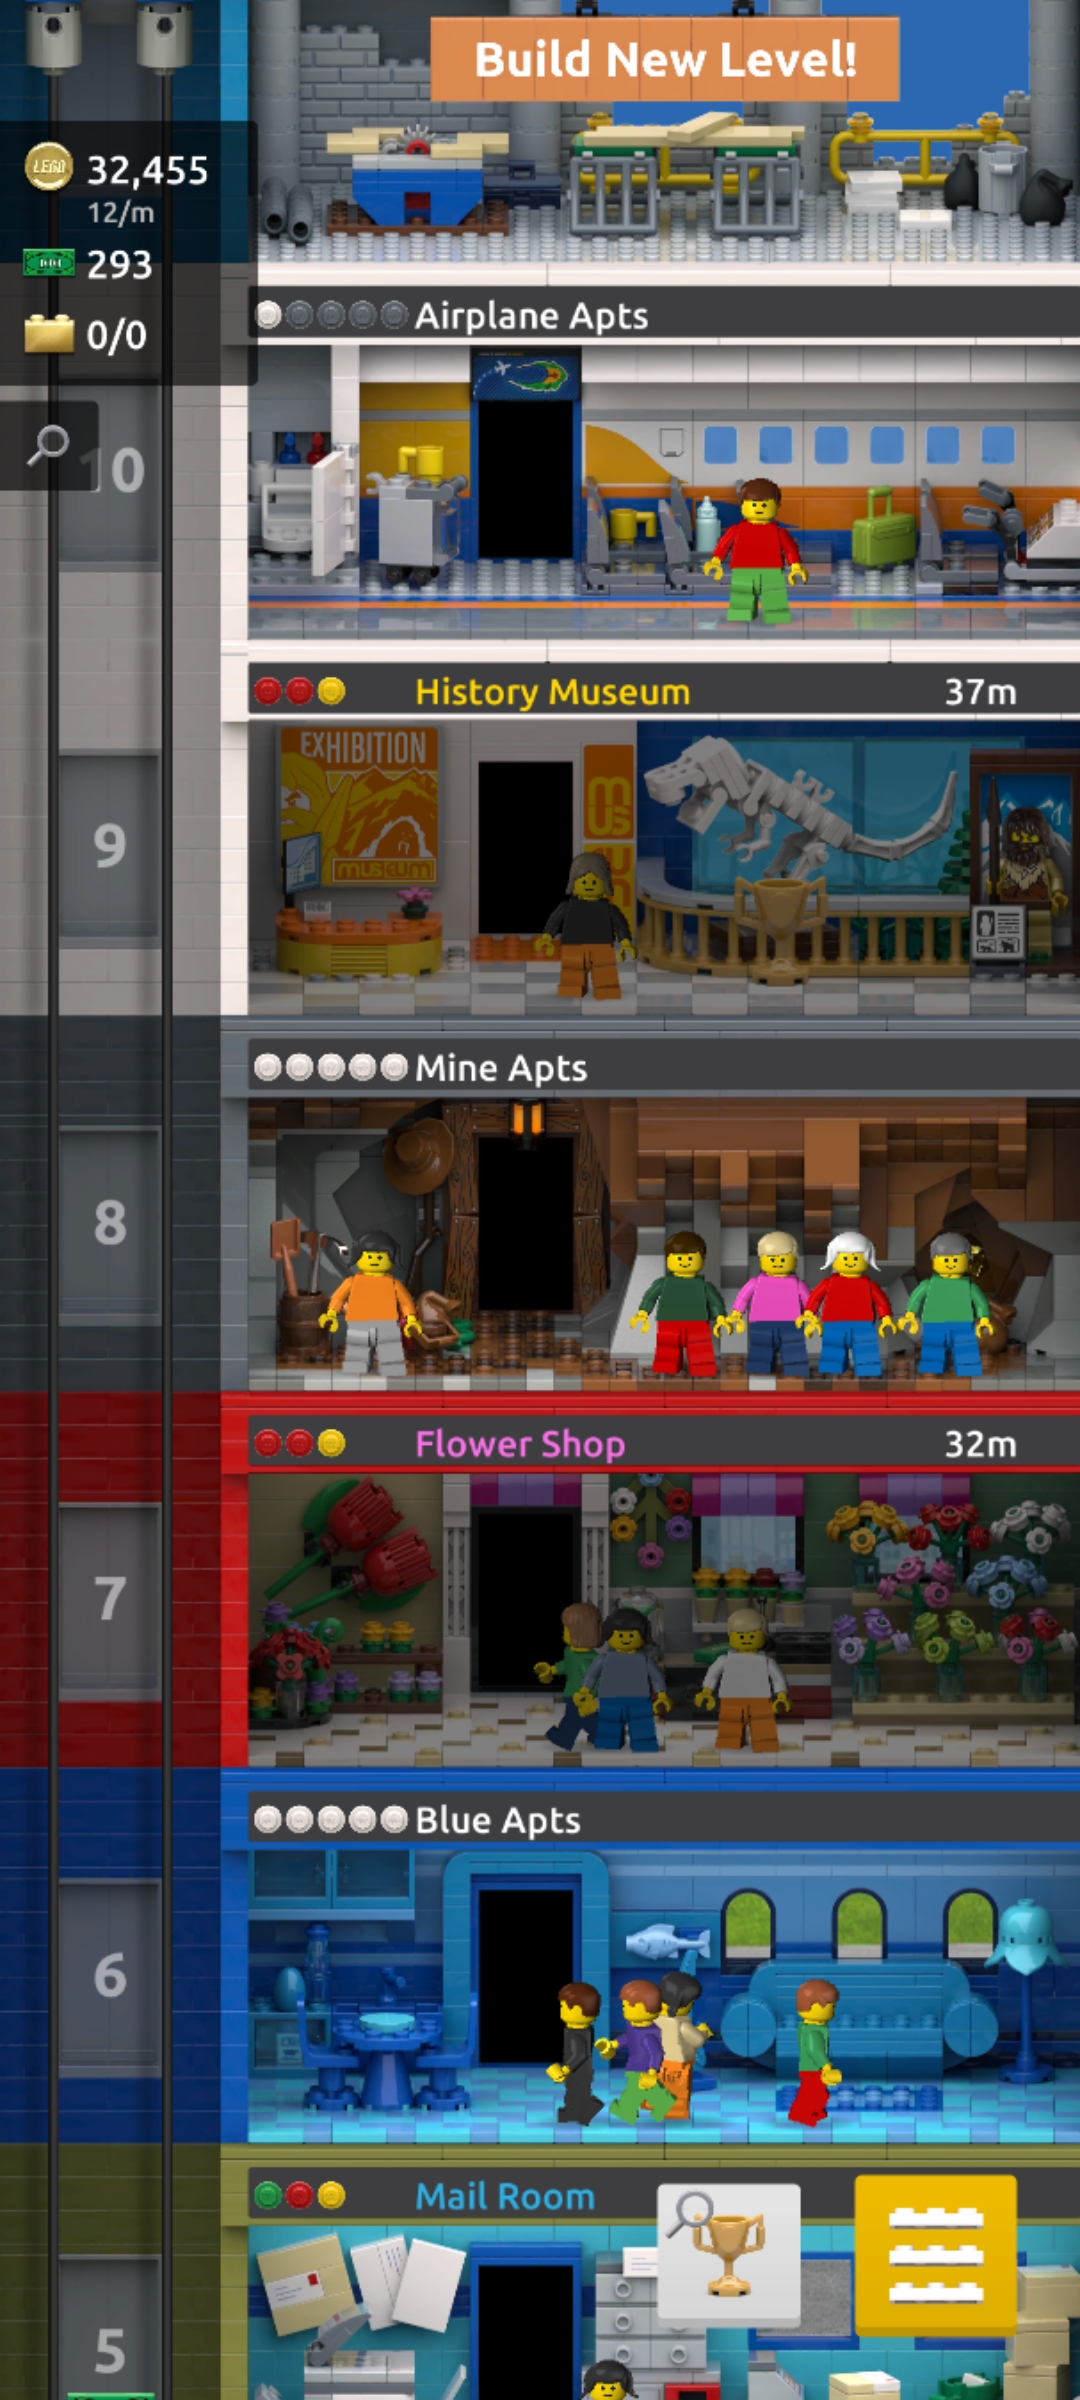 Build New Level!
LEGO
32,455
12/m
293
0/0
Airplane Apts
10
History Museum 37m
EXHIBITION
museum
9
Mine Apts
8
Flower Shop 32m
7
Blue Apts
6
Mail Room
5